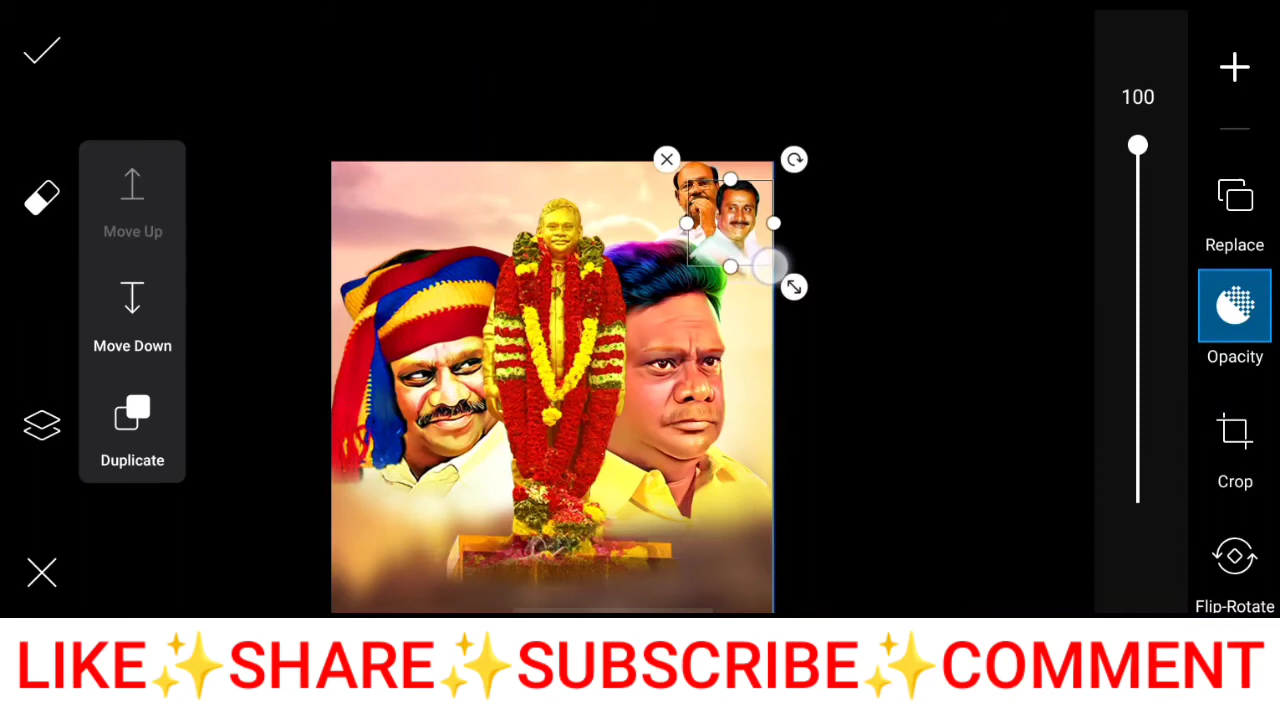 100
Move Up
Replace
Move Down
Opacity
Duplicate
Crop
Flip-Rotate
LIKE✨SHARE✨SUBSCRIBE✨COMMENT